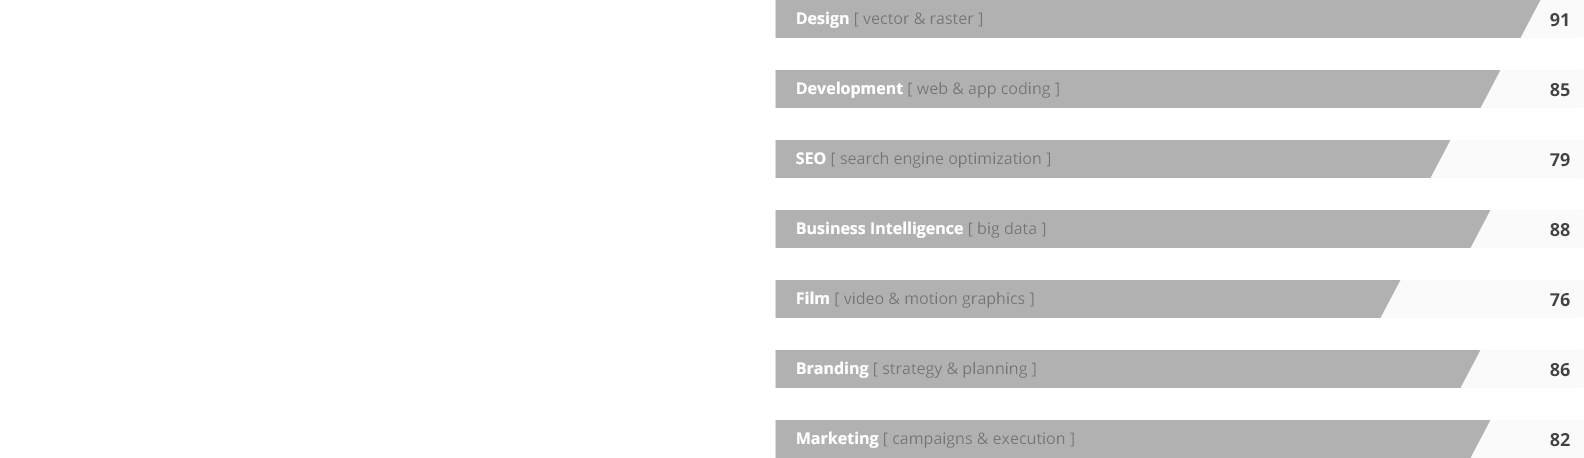 Design [ vector & raster ] 91
Development [ web & app coding ] 85
SEO [ search engine optimization ] 79
Business Intelligence [ big data ] 88
Film [ video & motion graphics ] 76
Branding [ strategy & planning ] 86
Marketing [ campaigns & execution ] 82